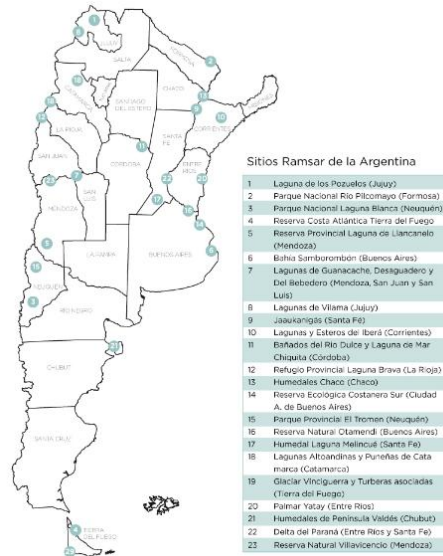 JUJUY
SALTA
FORMOSA
CATAMARCA
CHACO
SANTIAGO
DEL ESTERO
MISIONES
CORRIENTES
SANTA
FE
LA RIOJA
SAN JUAN
CÓRDOBA
ENTRE
RÍOS
SAN
LUIS
MENDOZA
LA PAMPA
BUENOS AIRES
NEUQUÉN
RÍO NEGRO
CHUBUT
SANTA CRUZ
TIERRA
DEL FUEGO
Sitios Ramsar de la Argentina
1 Laguna de los Pozuelos (Jujuy)
2 Parque Nacional Río Pilcomayo (Formosa)
3 Parque Nacional Laguna Blanca (Neuquén)
4 Reserva Costa Atlántica Tierra del Fuego
5 Reserva Provincial Laguna de Llancanelo
(Mendoza)
6 Bahía Samborombón (Buenos Aires)
7 Lagunas de Guanacache, Desaguadero y
Del Bebedero (Mendoza, San Juan y San
Luis)
8 Lagunas de Vilama (Jujuy)
9 Jaaukanigás (Santa Fé)
10 Lagunas y Esteros del Iberá (Corrientes)
11 Bañados del Río Dulce y Laguna de Mar
Chiquita (Córdoba)
12 Refugio Provincial Laguna Brava (La Rioja)
13 Humedales Chaco (Chaco)
14 Reserva Ecológica Costanera Sur (Ciudad
A. de Buenos Aires)
15 Parque Provincial El Tromen (Neuquén)
16 Reserva Natural Otamendi (Buenos Aires)
17 Humedal Laguna Melincué (Santa Fe)
18 Lagunas Altoandinas y Puneñas de Cata
marca (Catamarca)
19 Glaciar Vinciguerra y Turberas asociadas
(Tierra del Fuego)
20 Palmar Yatay (Entre Ríos)
21 Humedales de Península Valdés (Chubut)
22 Delta del Paraná (Entre Ríos y Santa Fe)
23 Reserva Natural Villavicencio (Mendoza)